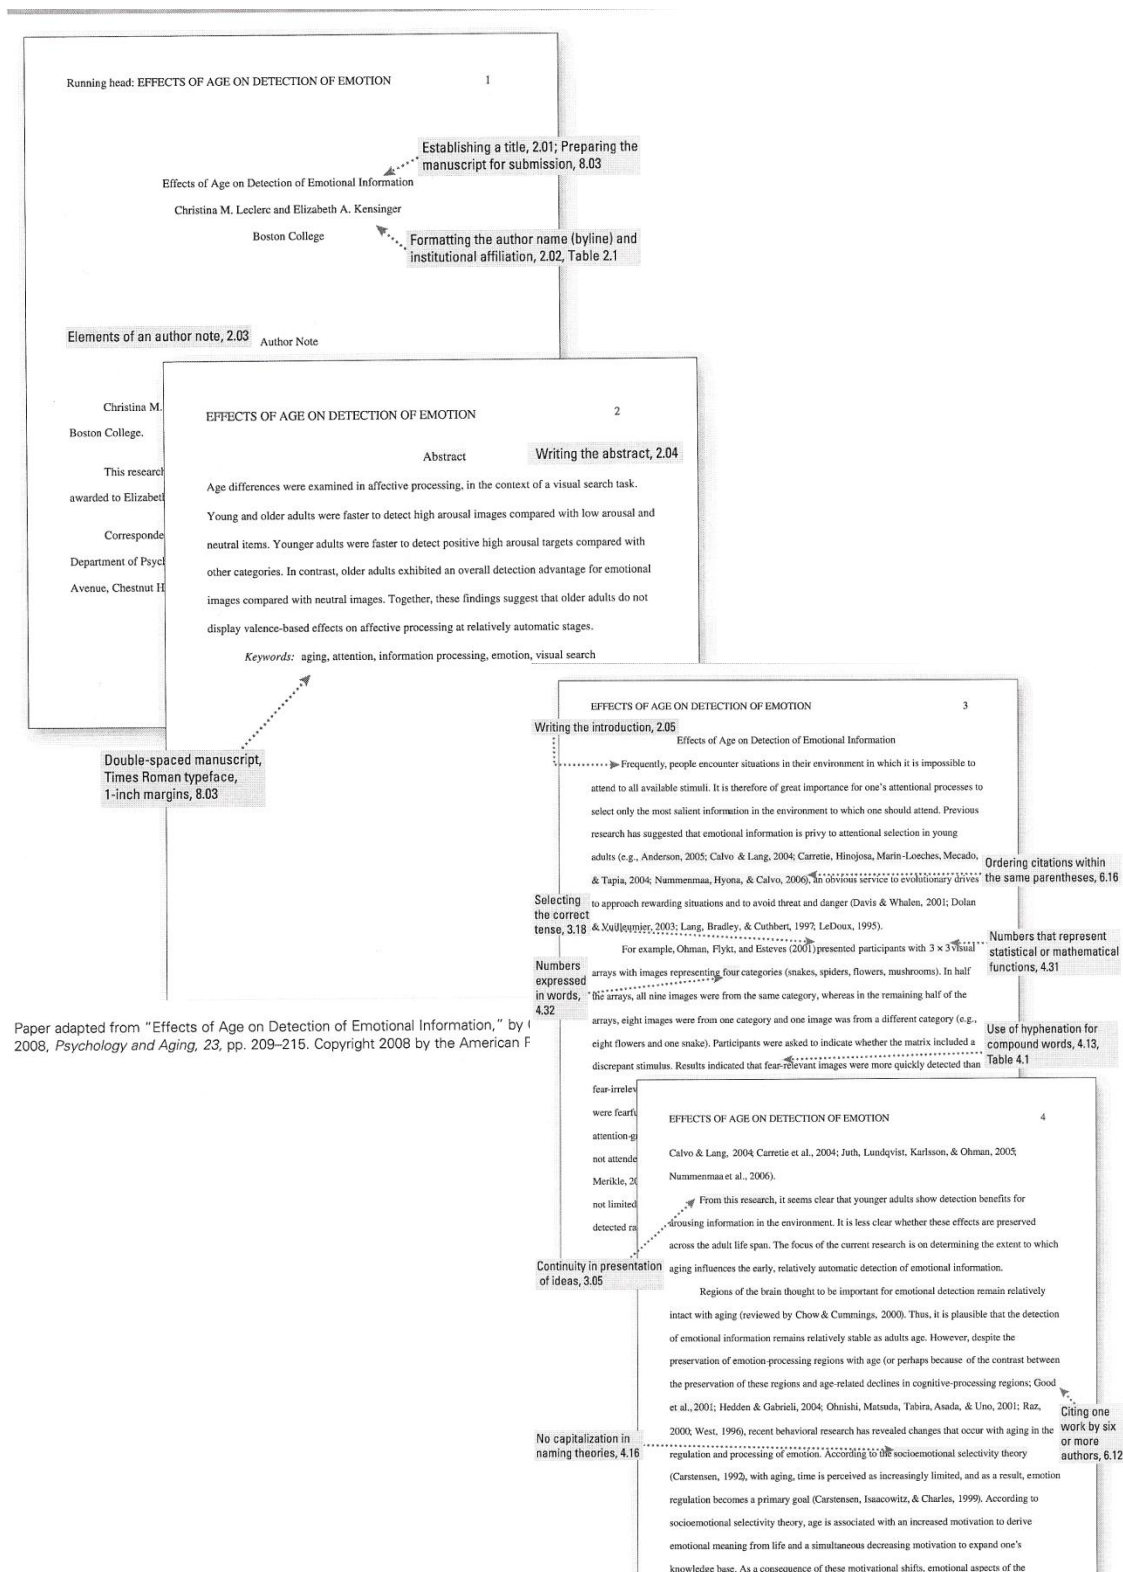 Running head: EFFECTS OF AGE ON DETECTION OF EMOTION 1
Establishing a title, 2.01; Preparing the
manuscript for submission, 8.03
Effects of Age on Detection of Emotional Information
Christina M. Leclerc and Elizabeth A. Kensinger
Boston College
Formatting the author name (byline) and
institutional affiliation, 2.02, Table 2.1
Elements of an author note, 2.03
Author Note
Christina M.
Boston College.
This research
awarded to Elizabeth
Corresponde
Department of Psych
Avenue, Chestnut H
EFFECTS OF AGE ON DETECTION OF EMOTION 2
Abstract
Writing the abstract, 2.04
Age differences were examined in affective processing, in the context of a visual search task.
Young and older adults were faster to detect high arousal images compared with low arousal and
neutral items. Younger adults were faster to detect positive high arousal targets compared with
other categories. In contrast, older adults exhibited an overall detection advantage for emotional
images compared with neutral images. Together, these findings suggest that older adults do not
display valence-based effects on affective processing at relatively automatic stages.
Keywords: aging, attention, information processing, emotion, visual search
Double-spaced manuscript,
Times Roman typeface,
1-inch margins, 8.03
Paper adapted from "Effects of Age on Detection of Emotional Information," by
2008, Psychology and Aging, 23, pp. 209–215. Copyright 2008 by the American
EFFECTS OF AGE ON DETECTION OF EMOTION 3
Writing the introduction, 2.05
Effects of Age on Detection of Emotional Information
Frequently, people encounter situations in their environment in which it is impossible to
attend to all available stimuli. It is therefore of great importance for one's attentional processes to
select only the most salient information in the environment to which one should attend. Previous
research has suggested that emotional information is privy to attentional selection in young
adults (e.g., Anderson, 2005; Calvo & Lang, 2004; Carretie, Hinojosa, Marin-Loeches, Mecado,
& Tapia, 2004; Nummenmaa, Hyona, & Calvo, 2006), an obvious service to evolutionary drives
to approach rewarding situations and to avoid threat and danger (Davis & Whalen, 2001; Dolan
& Vuilleumier, 2003; Lang, Bradley, & Cuthbert, 1997; LeDoux, 1995).
For example, Ohman, Flykt, and Esteves (2001) presented participants with 3 × 3 visual
arrays with images representing four categories (snakes, spiders, flowers, mushrooms). In half
the arrays, all nine images were from the same category, whereas in the remaining half of the
arrays, eight images were from one category and one image was from a different category (e.g.,
eight flowers and one snake). Participants were asked to indicate whether the matrix included a
discrepant stimulus. Results indicated that fear-relevant images were more quickly detected than
fear-irrelev
were fearfu
attention-g
not attende
Merikle, 20
not limited
detected ra
Ordering citations within
the same parentheses, 6.16
Selecting
the correct
tense, 3.18
Numbers that represent
statistical or mathematical
functions, 4.31
Numbers
expressed
in words,
4.32
Use of hyphenation for
compound words, 4.13,
Table 4.1
EFFECTS OF AGE ON DETECTION OF EMOTION 4
Calvo & Lang, 2004; Carretie et al., 2004; Juth, Lundqvist, Karlsson, & Ohman, 2005;
Nummenmaa et al., 2006).
From this research, it seems clear that younger adults show detection benefits for
arousing information in the environment. It is less clear whether these effects are preserved
across the adult life span. The focus of the current research is on determining the extent to which
aging influences the early, relatively automatic detection of emotional information.
Continuity in presentation
of ideas, 3.05
Regions of the brain thought to be important for emotional detection remain relatively
intact with aging (reviewed by Chow & Cummings, 2000). Thus, it is plausible that the detection
of emotional information remains relatively stable as adults age. However, despite the
preservation of emotion-processing regions with age (or perhaps because of the contrast between
the preservation of these regions and age-related declines in cognitive-processing regions; Good
et al., 2001; Hedden & Gabrieli, 2004; Ohnishi, Matsuda, Tabira, Asada, & Uno, 2001; Raz,
2000; West, 1996), recent behavioral research has revealed changes that occur with aging in the
regulation and processing of emotion. According to the socioemotional selectivity theory
(Carstensen, 1992), with aging, time is perceived as increasingly limited, and as a result, emotion
regulation becomes a primary goal (Carstensen, Isaacowitz, & Charles, 1999). According to
socioemotional selectivity theory, age is associated with an increased motivation to derive
emotional meaning from life and a simultaneous decreasing motivation to expand one's
knowledge base. As a consequence of these motivational shifts, emotional aspects of the
Citing one
work by six
or more
authors, 6.12
No capitalization in
naming theories, 4.16